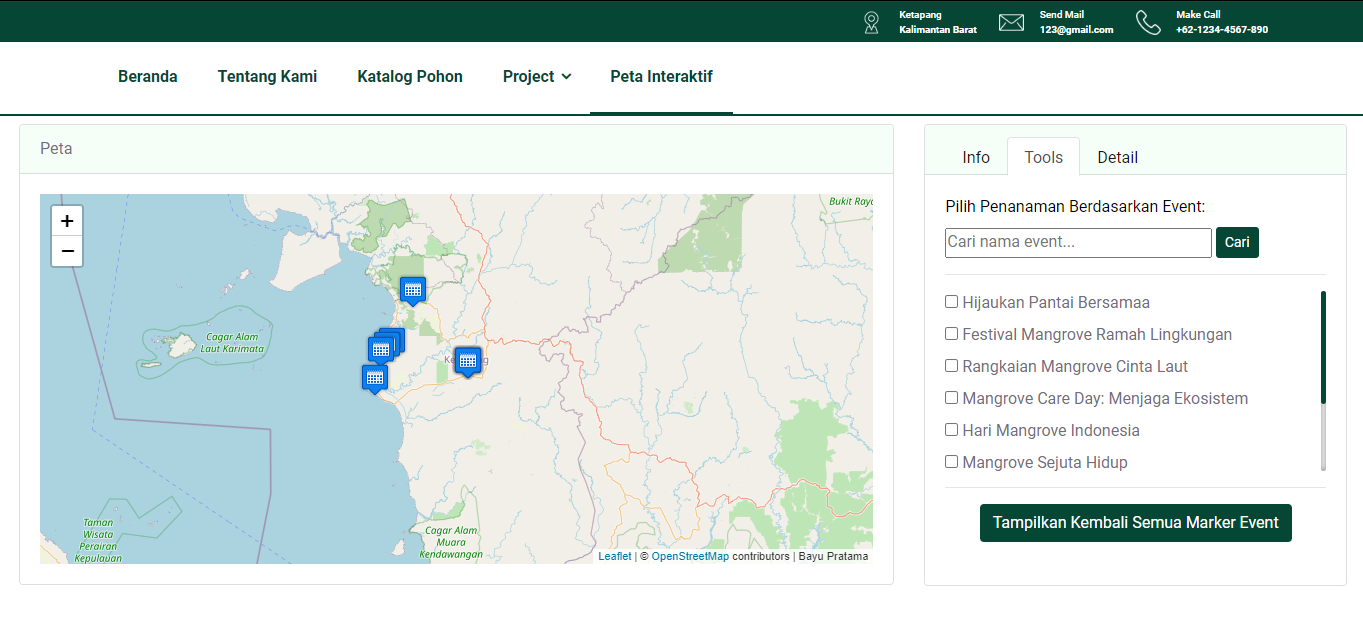 Ketapang
Kalimantan Barat
Send Mail
123@gmail.com
Make Call
+62-1234-4567-890
Beranda
Tentang Kami
Katalog Pohon
Project
Peta Interaktif
Peta
+
−
Bukit Raya
Cagar Alam
Laut Karimata
Taman
Wisata
Perairan
Kepulauan
Cagar Alam
Muara
Kendawangan
Leaflet | © OpenStreetMap contributors | Bayu Pratama
Info
Tools
Detail
Pilih Penanaman Berdasarkan Event:
Cari nama event...
Cari
Hijaukan Pantai Bersamaa
Festival Mangrove Ramah Lingkungan
Rangkaian Mangrove Cinta Laut
Mangrove Care Day: Menjaga Ekosistem
Hari Mangrove Indonesia
Mangrove Sejuta Hidup
Tampilkan Kembali Semua Marker Event